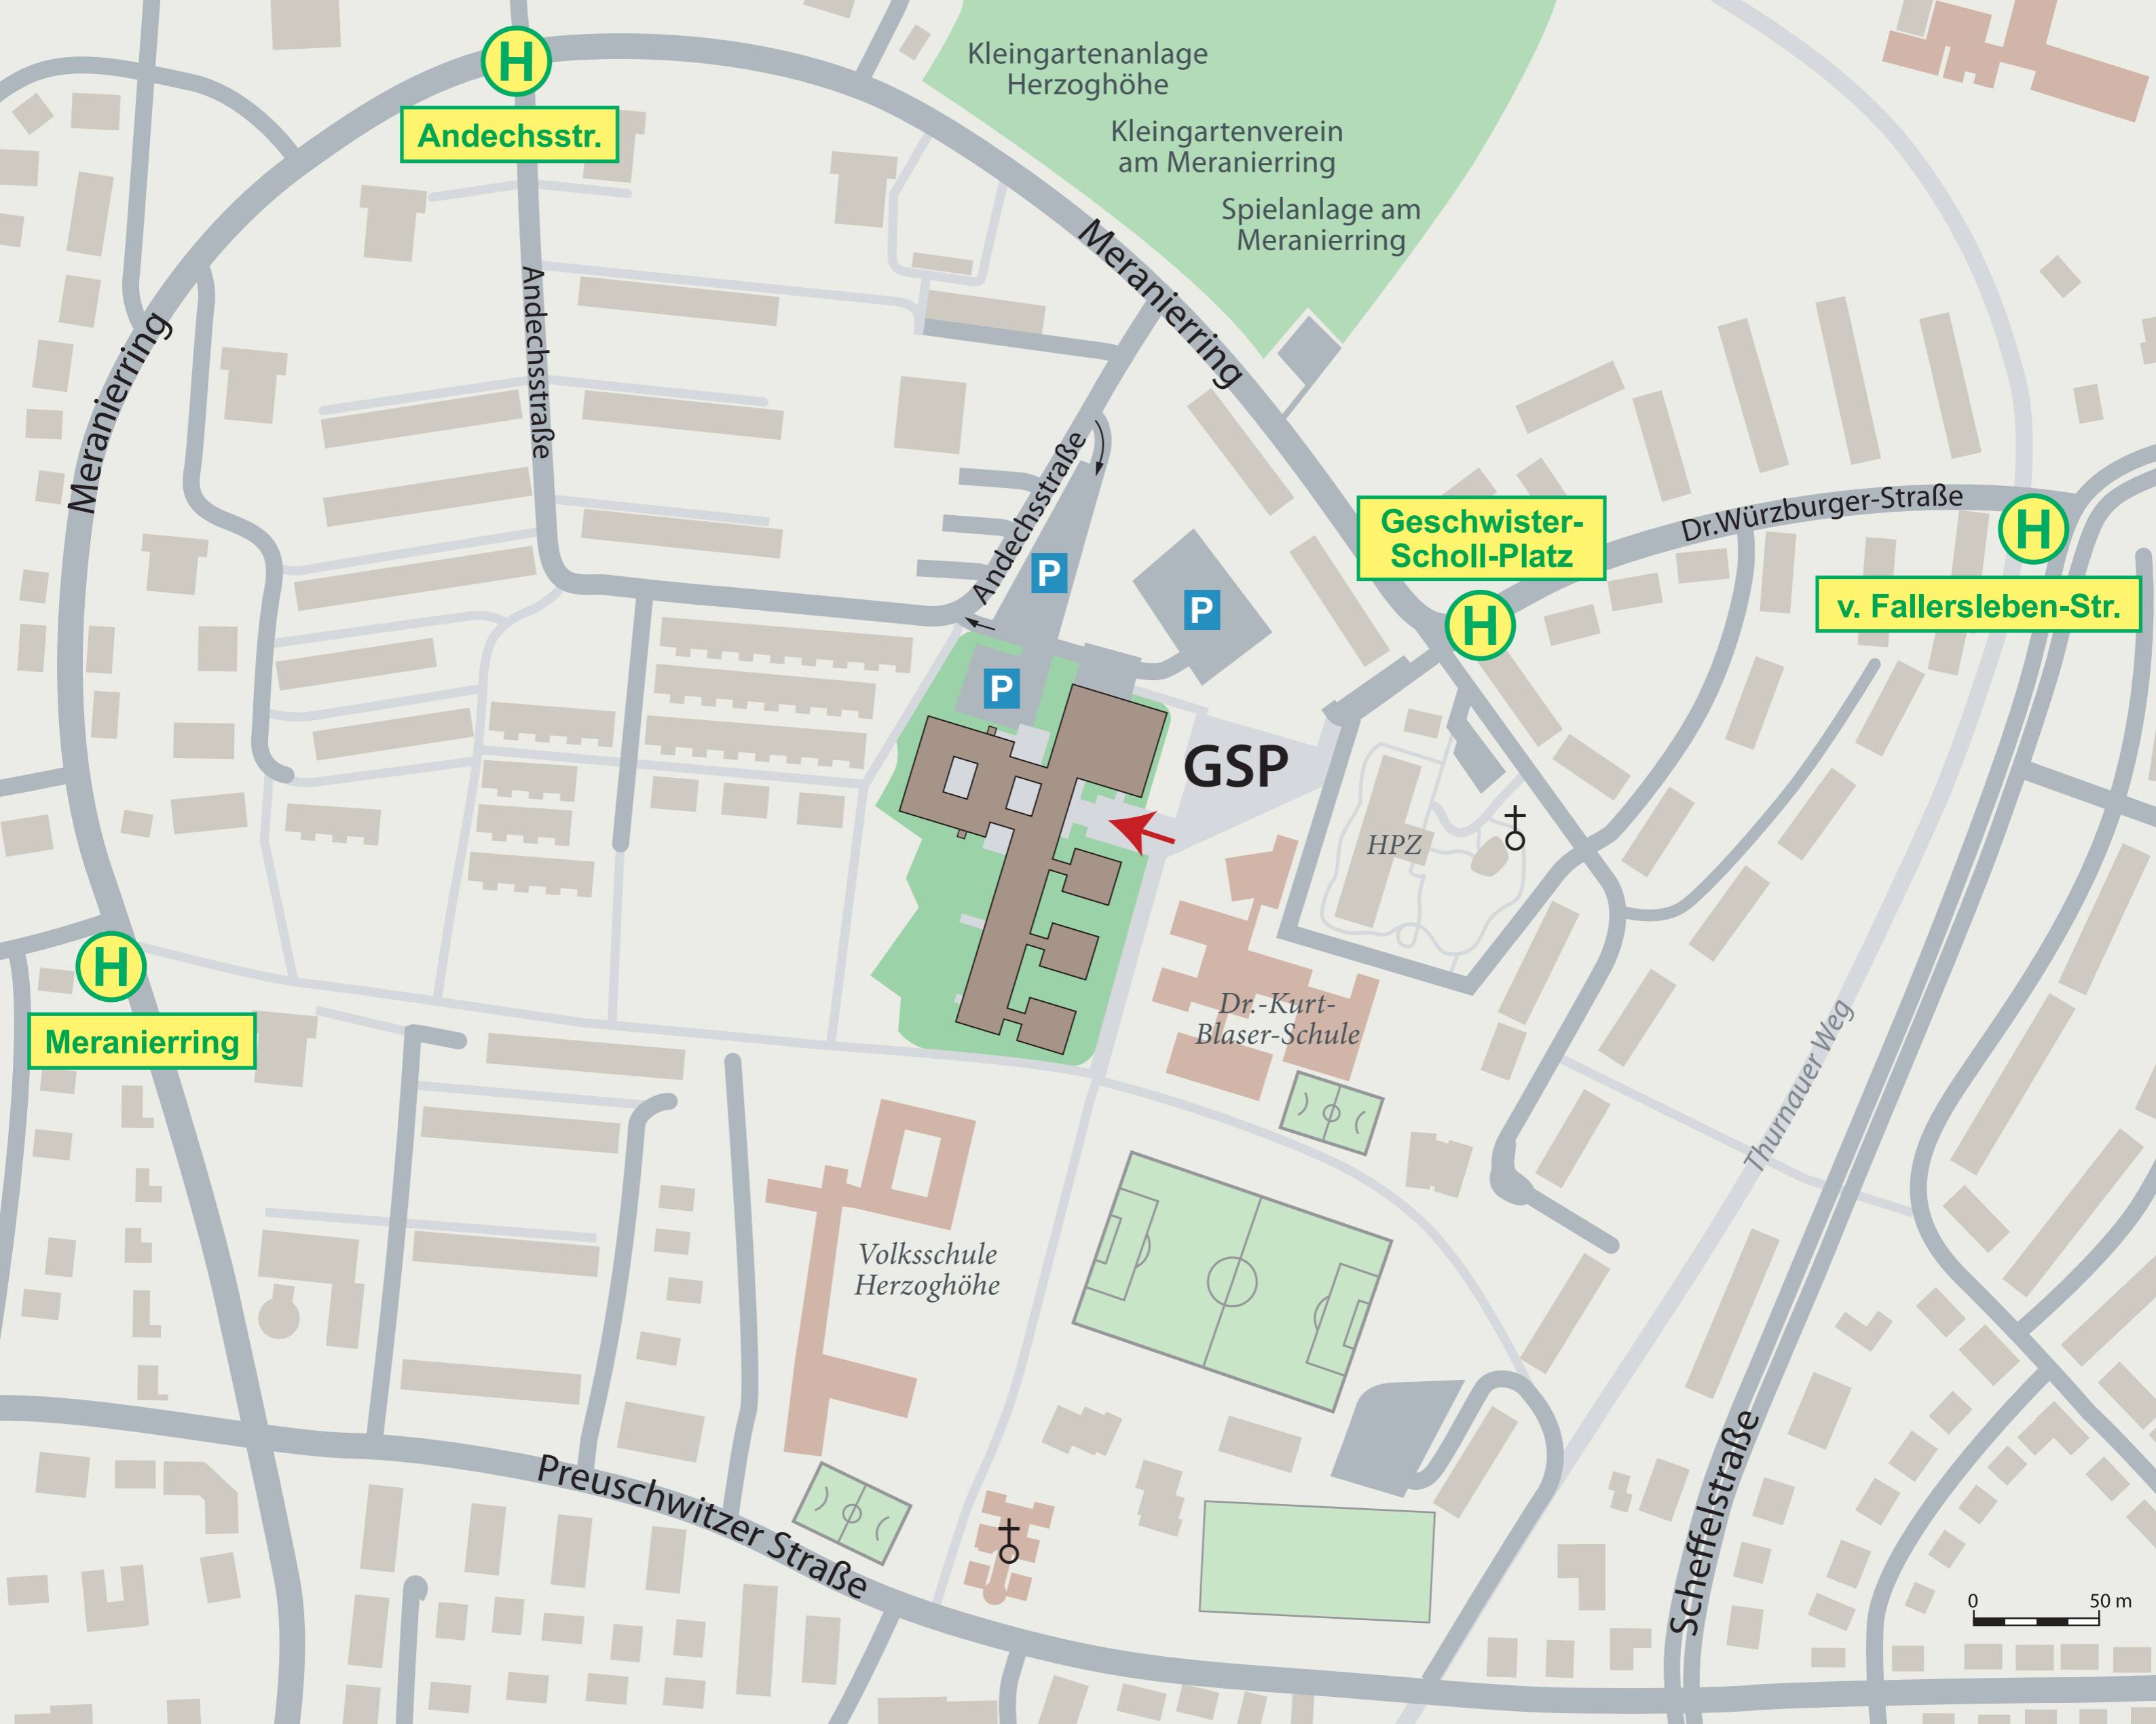 H
Andechsstr.
Kleingartenanlage
Herzoghöhe
Kleingartenverein
am Meranierring
Spielanlage am
Meranierring
Meranierring
Meranierring
Andechsstraße
Andechsstraße
Geschwister-
Scholl-Platz
H
Dr.Würzburger-Straße
H
v. Fallersleben-Str.
P
P
P
GSP
HPZ
H
Meranierring
Dr.-Kurt-
Blaser-Schule
Thurnauer Weg
Volksschule
Herzoghöhe
Preuschwitzer Straße
Scheffelstraße
0 50 m